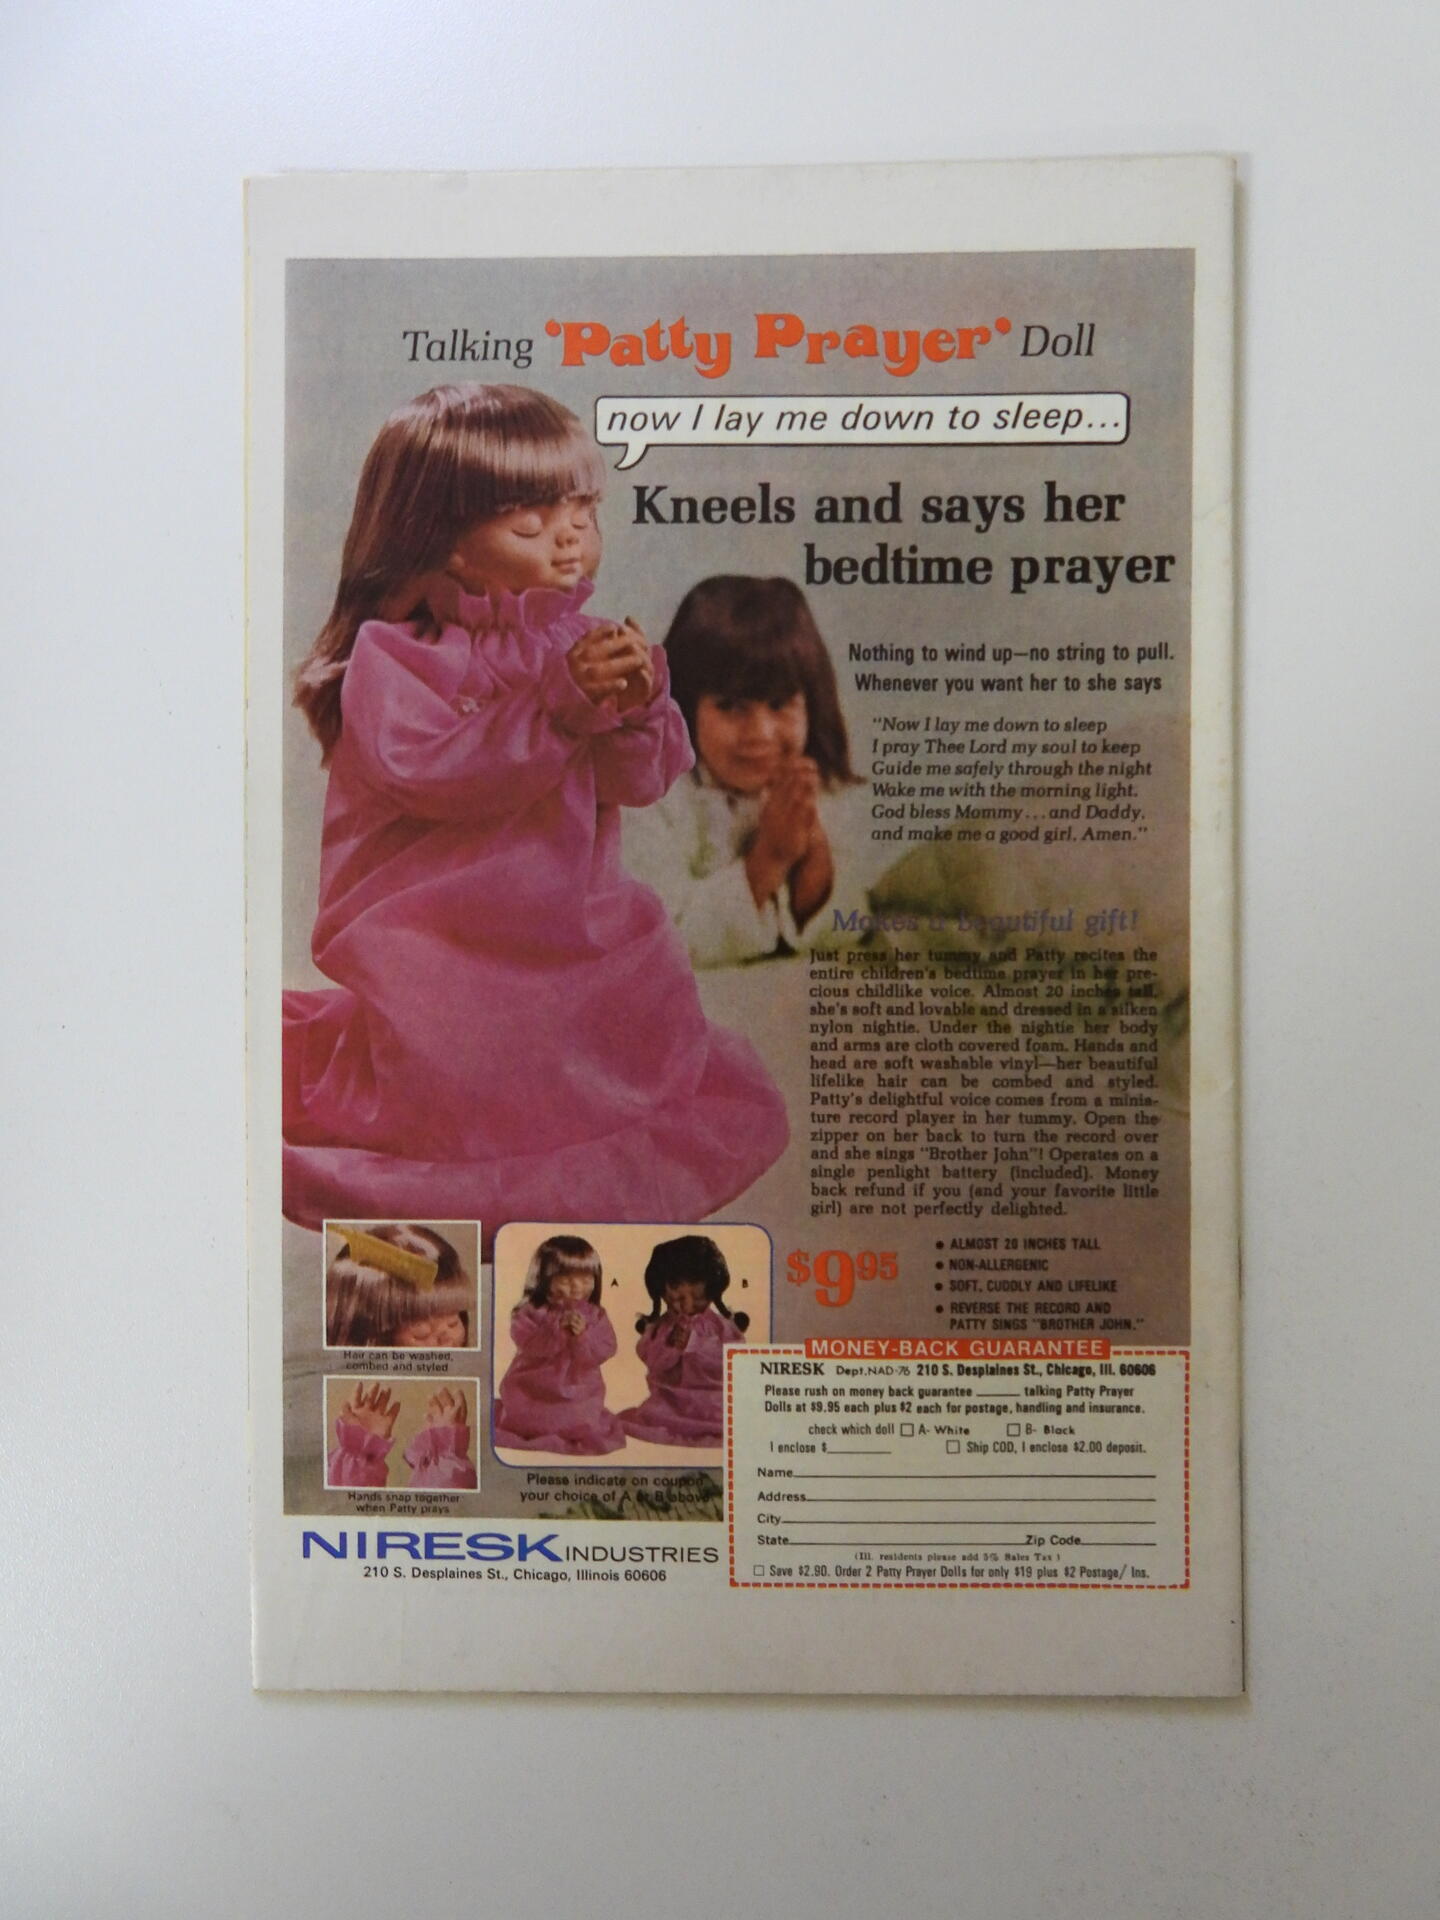 Talking 'Patty Prayer' Doll
now I lay me down to sleep...
Kneels and says her
bedtime prayer
Nothing to wind up—no string to pull.
Whenever you want her to she says
"Now I lay me down to sleep
I pray Thee Lord my soul to keep
Guide me safely through the night
Wake me with the morning light.
God bless Mommy...and Daddy,
and make me a good girl. Amen."
Makes a beautiful gift!
Just press her tummy and Patty recites the
entire children's bedtime prayer in her pre-
cious childlike voice. Almost 20 inches tall,
she's soft and lovable and dressed in a silken
nylon nightie. Under the nightie her body
and arms are cloth covered foam. Hands and
head are soft washable vinyl—her beautiful
lifelike hair can be combed and styled.
Patty's delightful voice comes from a minia-
ture record player in her tummy. Open the
zipper on her back to turn the record over
and she sings "Brother John"! Operates on a
single penlight battery (included). Money
back refund if you (and your favorite little
girl) are not perfectly delighted.
$9.95
• ALMOST 20 INCHES TALL
• NON-ALLERGENIC
• SOFT, CUDDLY AND LIFELIKE
• REVERSE THE RECORD AND
PATTY SINGS "BROTHER JOHN."
Hair can be washed,
combed and styled
Hands snap together
when Patty prays
A
B
Please indicate on coupon
your choice of A or B above
NIRESK INDUSTRIES
210 S. Desplaines St., Chicago, Illinois 60606
MONEY-BACK GUARANTEE
NIRESK Dept.NAD-76 210 S. Desplaines St., Chicago, Ill. 60606
Please rush on money back guarantee ______ talking Patty Prayer
Dolls at $9.95 each plus $2 each for postage, handling and insurance.
check which doll ☐ A- White ☐ B- Black
I enclose $________ ☐ Ship COD, I enclose $2.00 deposit.
Name
Address
City
State Zip Code
(Ill. residents please add 5% Sales Tax)
☐ Save $2.90. Order 2 Patty Prayer Dolls for only $19 plus $2 Postage/ Ins.